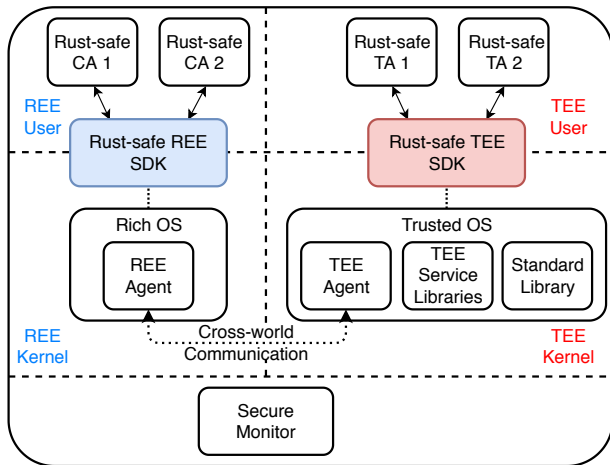 Rust-safe
CA 1
Rust-safe
CA 2
Rust-safe
TA 1
Rust-safe
TA 2
REE
User
TEE
User
Rust-safe REE
SDK
Rust-safe TEE
SDK
Rich OS
Trusted OS
REE
Agent
TEE
Agent
TEE
Service
Libraries
Standard
Library
Cross-world
Communication
REE
Kernel
TEE
Kernel
Secure
Monitor